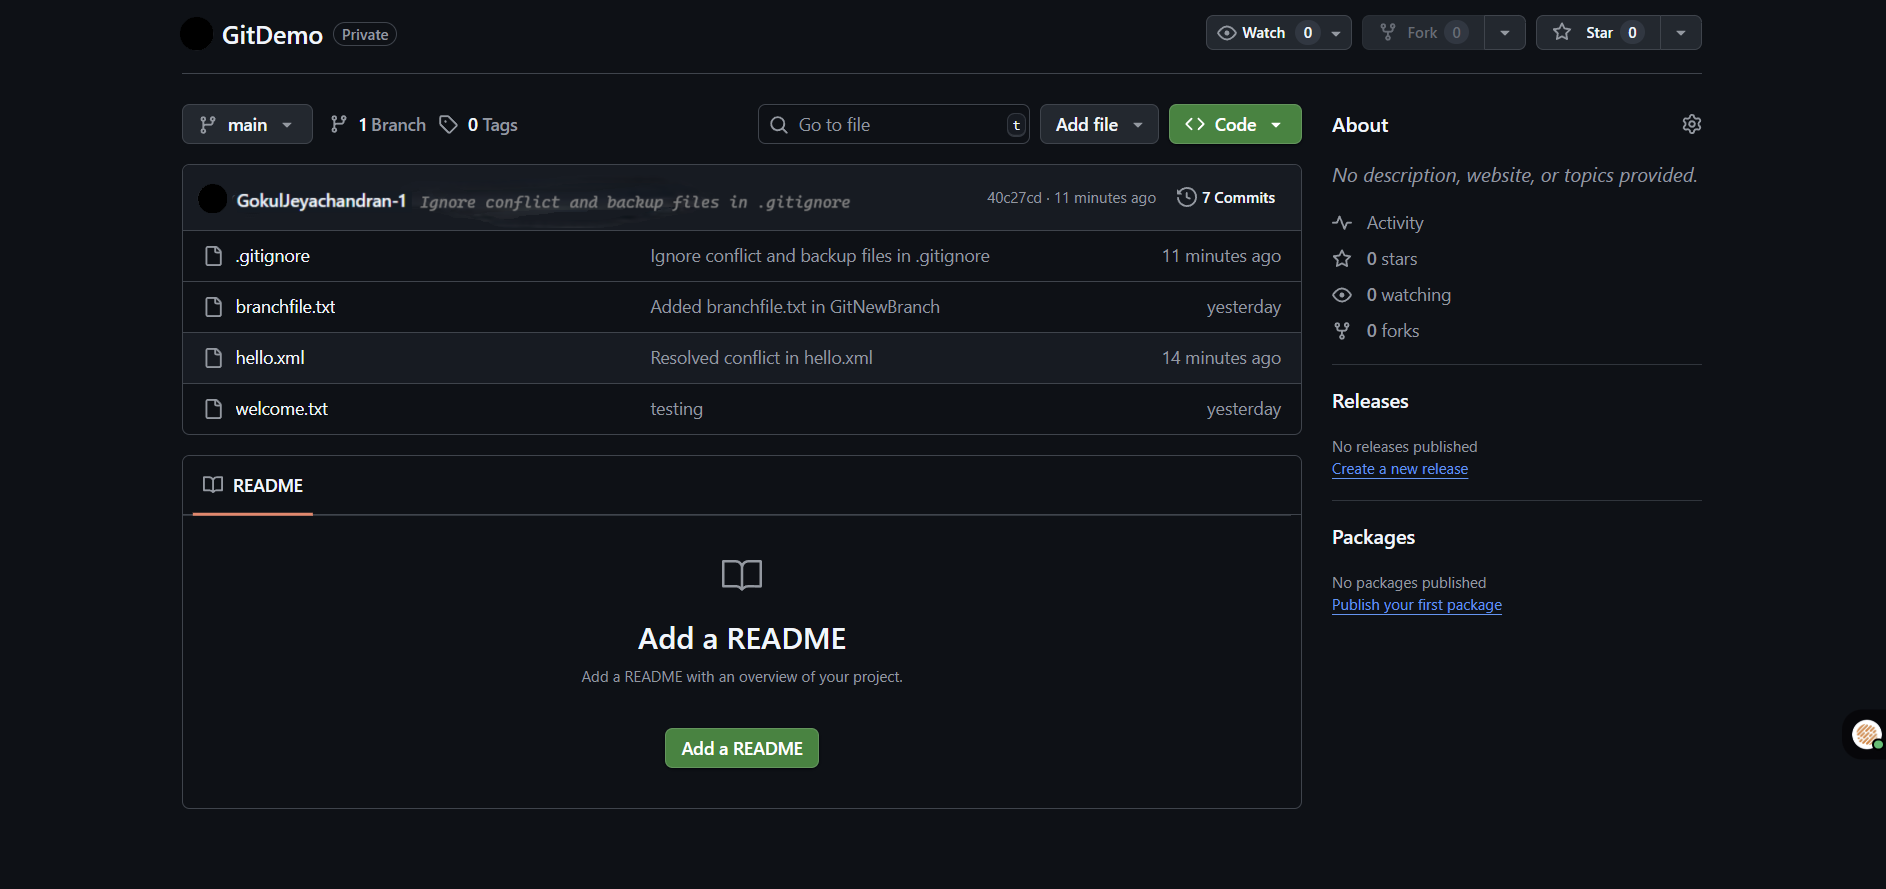 GitDemo Private
Watch 0 Fork 0 Star 0
main 1 Branch 0 Tags Go to file t Add file Code
GokulJeyachandran-1 Ignore conflict and backup files in .gitignore 40c27cd · 11 minutes ago 7 Commits
.gitignore Ignore conflict and backup files in .gitignore 11 minutes ago
branchfile.txt Added branchfile.txt in GitNewBranch yesterday
hello.xml Resolved conflict in hello.xml 14 minutes ago
welcome.txt testing yesterday
README
Add a README
Add a README with an overview of your project.
Add a README
About
No description, website, or topics provided.
Activity
0 stars
0 watching
0 forks
Releases
No releases published
Create a new release
Packages
No packages published
Publish your first package